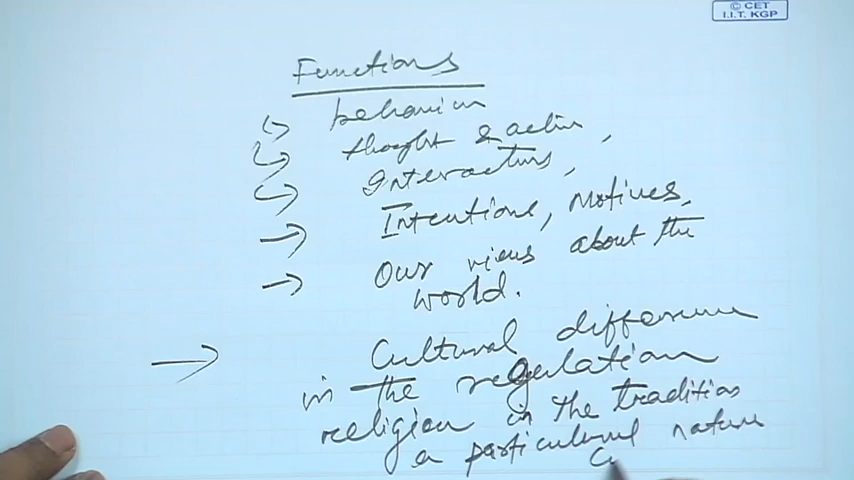 © CET
I.I.T. KGP
Functions
↳ behaviour
↳ thought & action,
↳ Interactions,
→ Intentions, Motives,
→ Our views about the
world.
→ Cultural difference
in the regulation
religion in the tradition
a particular nature